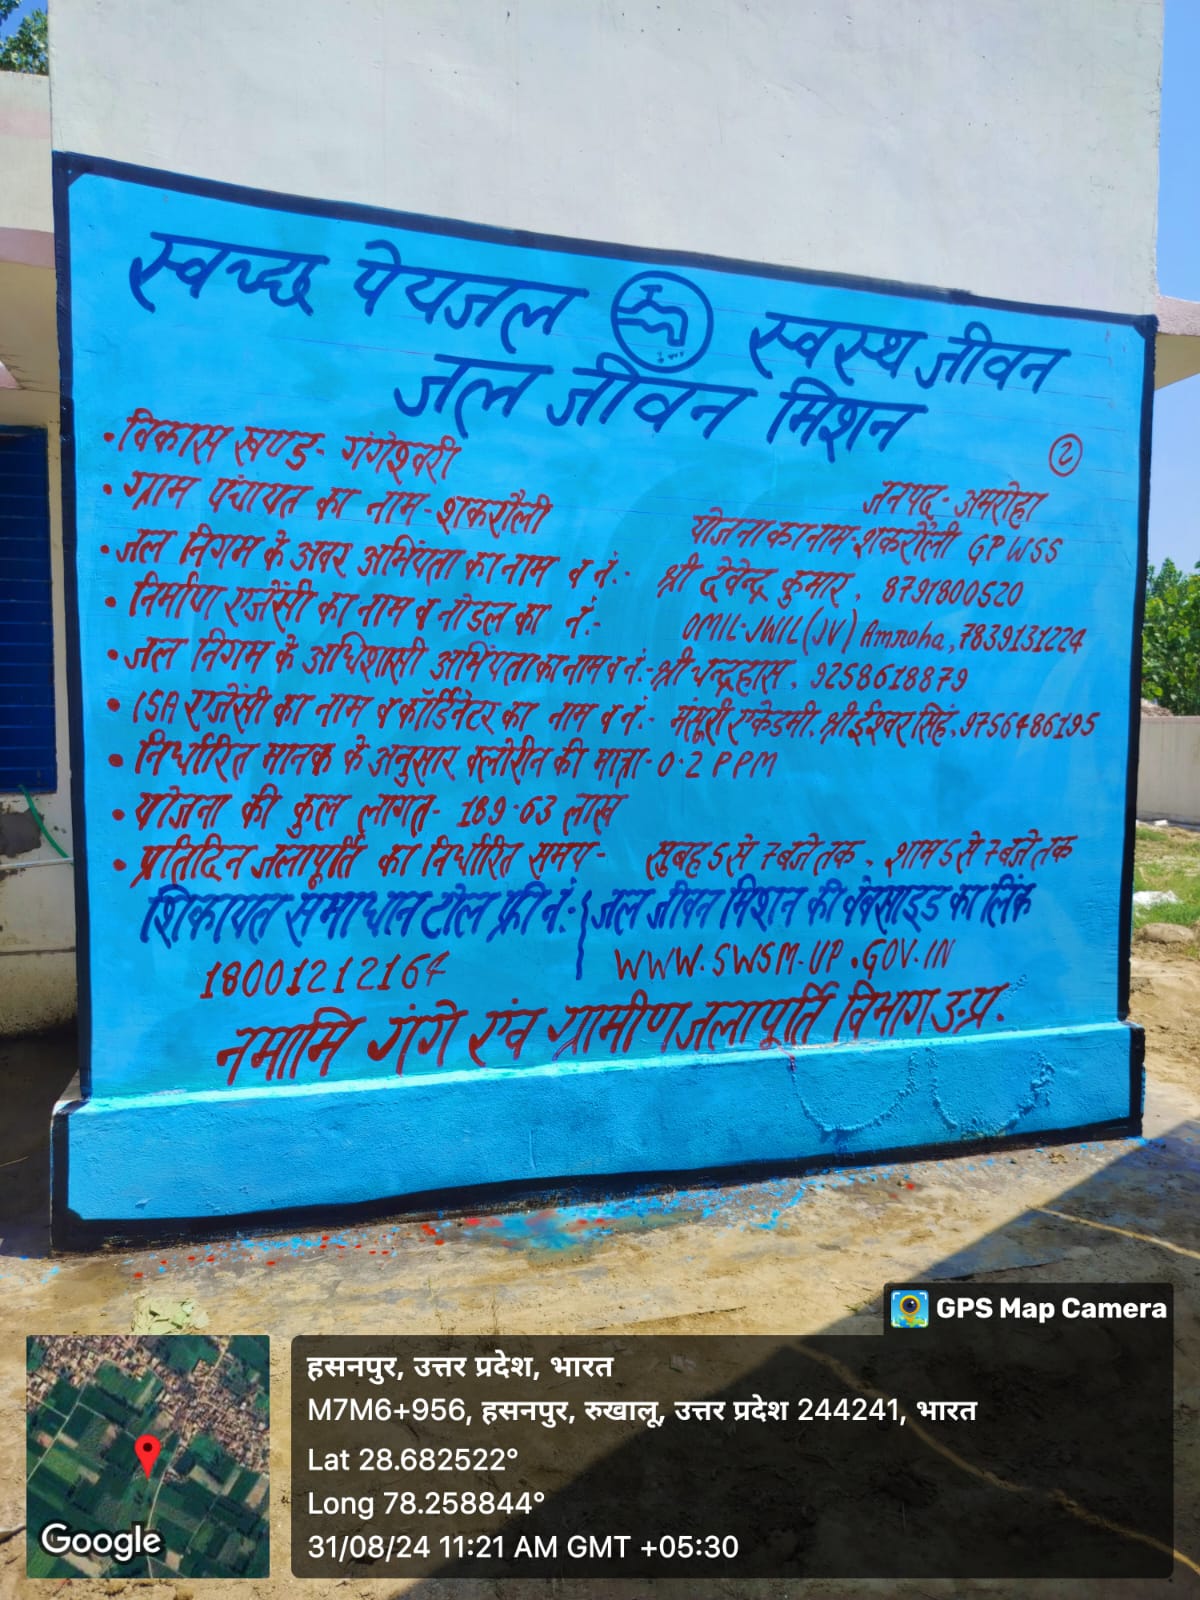 स्वच्छ पेयजल स्वस्थ जीवन
जल जीवन मिशन
2
• विकास खण्ड- गंगेश्वरी
जनपद- अमरोहा
• ग्राम पंचायत का नाम- शकरौली
योजना का नाम- शकरौली GPWSS
• जल निगम के अवर अभियंता का नाम व नं:- श्री देवेन्द्र कुमार, 8791800520
• निर्माण एजेंसी का नाम व नोडल का नं:- OMIL-JWIL (JV) Amroha, 7839131224
• जल निगम के अधिशासी अभियंता का नाम व नं:- श्री चन्द्रहास, 9258618879
• ISA एजेंसी का नाम व कॉर्डिनेटर का नाम व नं:- मंसूरी एकेडमी, श्री ईश्वर सिंह, 9756486195
• निर्धारित मानक के अनुसार क्लोरीन की मात्रा- 0.2 PPM
• योजना की कुल लागत- 189.63 लाख
• प्रतिदिन जलापूर्ति का निर्धारित समय- सुबह 5 से 7 बजे तक, शाम 5 से 7 बजे तक
शिकायत समाधान टोल फ्री नं:-
18001212164
जल जीवन मिशन की वेबसाइड का लिंक
WWW.SWSM-UP.GOV.IN
नमामि गंगे एंव ग्रामीण जलापूर्ति विभाग उ.प्र.
GPS Map Camera
हसनपुर, उत्तर प्रदेश, भारत
M7M6+956, हसनपुर, रुखालू, उत्तर प्रदेश 244241, भारत
Lat 28.682522°
Long 78.258844°
31/08/24 11:21 AM GMT +05:30
Google